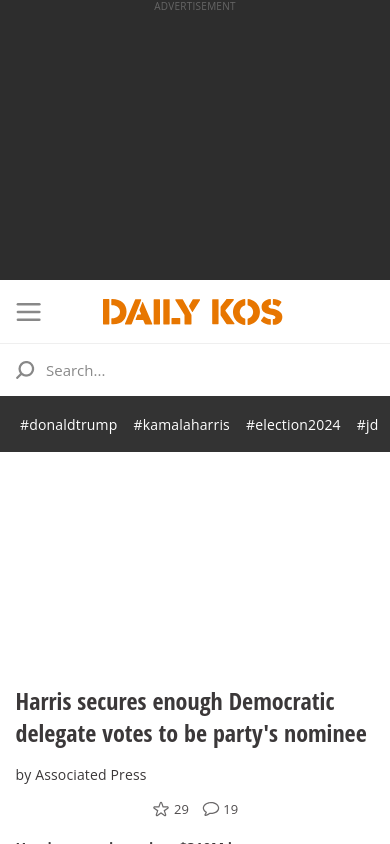 ADVERTISEMENT
DAILY KOS
Search...
#donaldtrump #kamalaharris #election2024 #jd
Harris secures enough Democratic
delegate votes to be party's nominee
by Associated Press
29 19